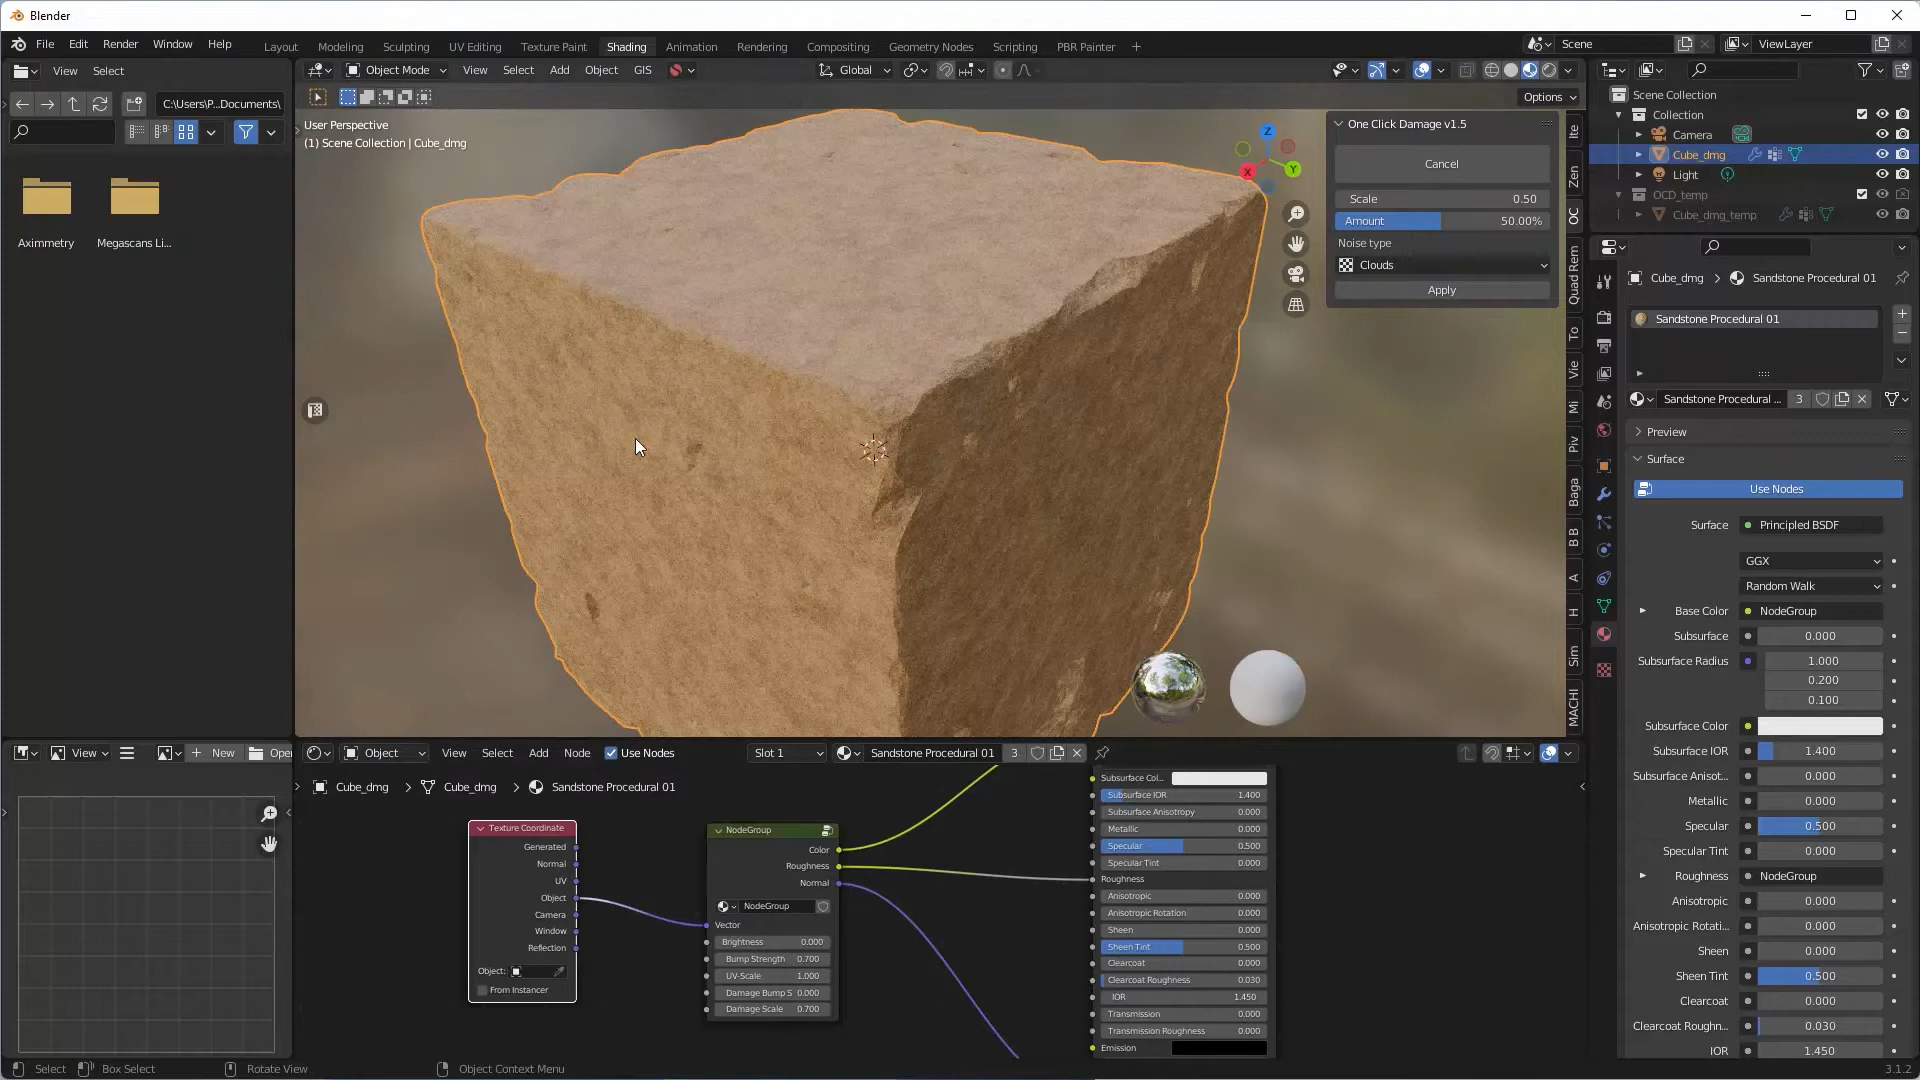 Blender
File Edit Render Window Help
Layout Modeling Sculpting UV Editing Texture Paint Shading Animation Rendering Compositing Geometry Nodes Scripting PBR Painter +
Scene
ViewLayer
View Select
C:\Users\P...Documents\
Aximmetry
Megascans Li...
Object Mode View Select Add Object GIS
Global
Options
User Perspective
(1) Scene Collection | Cube_dmg
Z
Y
X
One Click Damage v1.5
Cancel
Scale 0.50
Amount 50.00%
Noise type
Clouds
Apply
Ite
Zen
OC
Quad Rem
To
Vie
Mi
Piv
Baga
B B
A
H
Sim
MACHI
Scene Collection
Collection
Camera
Cube_dmg
Light
OCD_temp
Cube_dmg_temp
Cube_dmg > Sandstone Procedural 01
Sandstone Procedural 01
Sandstone Procedural ... 3
Preview
Surface
Use Nodes
Surface Principled BSDF
GGX
Random Walk
Base Color NodeGroup
Subsurface 0.000
Subsurface Radius 1.000
0.200
0.100
Subsurface Color
Subsurface IOR 1.400
Subsurface Anisot... 0.000
Metallic 0.000
Specular 0.500
Specular Tint 0.000
Roughness NodeGroup
Anisotropic 0.000
Anisotropic Rotati... 0.000
Sheen 0.000
Sheen Tint 0.500
Clearcoat 0.000
Clearcoat Roughn... 0.030
IOR 1.450
View
New
Open
Object View Select Add Node Use Nodes Slot 1 Sandstone Procedural 01 3
Cube_dmg > Cube_dmg > Sandstone Procedural 01
Texture Coordinate
Generated
Normal
UV
Object
Camera
Window
Reflection
Object:
From Instancer
NodeGroup
Color
Roughness
Normal
NodeGroup
Vector
Brightness 0.000
Bump Strength 0.700
UV-Scale 1.000
Damage Bump S 0.000
Damage Scale 0.700
Subsurface Col...
Subsurface IOR 1.400
Subsurface Anisotropy 0.000
Metallic 0.000
Specular 0.500
Specular Tint 0.000
Roughness
Anisotropic 0.000
Anisotropic Rotation 0.000
Sheen 0.000
Sheen Tint 0.500
Clearcoat 0.000
Clearcoat Roughness 0.030
IOR 1.450
Transmission 0.000
Transmission Roughness 0.000
Emission
Select Box Select Rotate View Object Context Menu
3.1.2